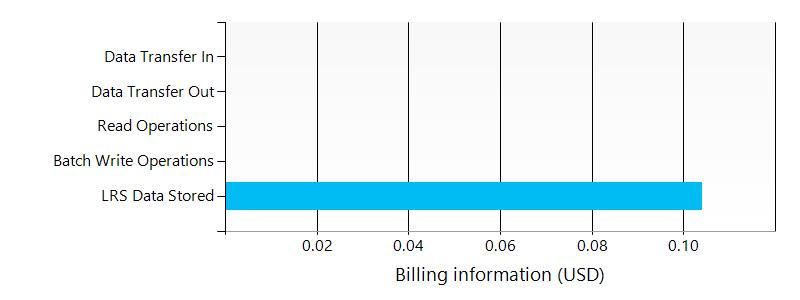 Data Transfer In
Data Transfer Out
Read Operations
Batch Write Operations
LRS Data Stored
0.02 0.04 0.06 0.08 0.10
Billing information (USD)